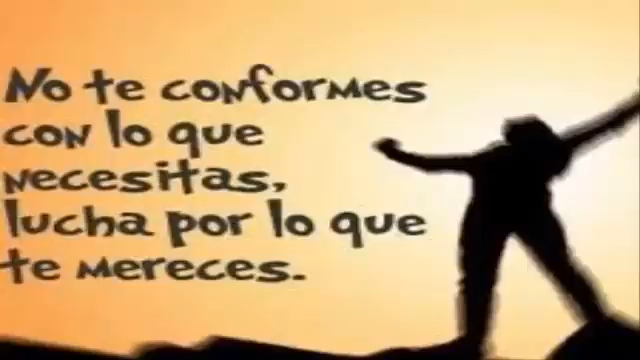 No te conformes
con lo que
necesitas,
lucha por lo que
te mereces.